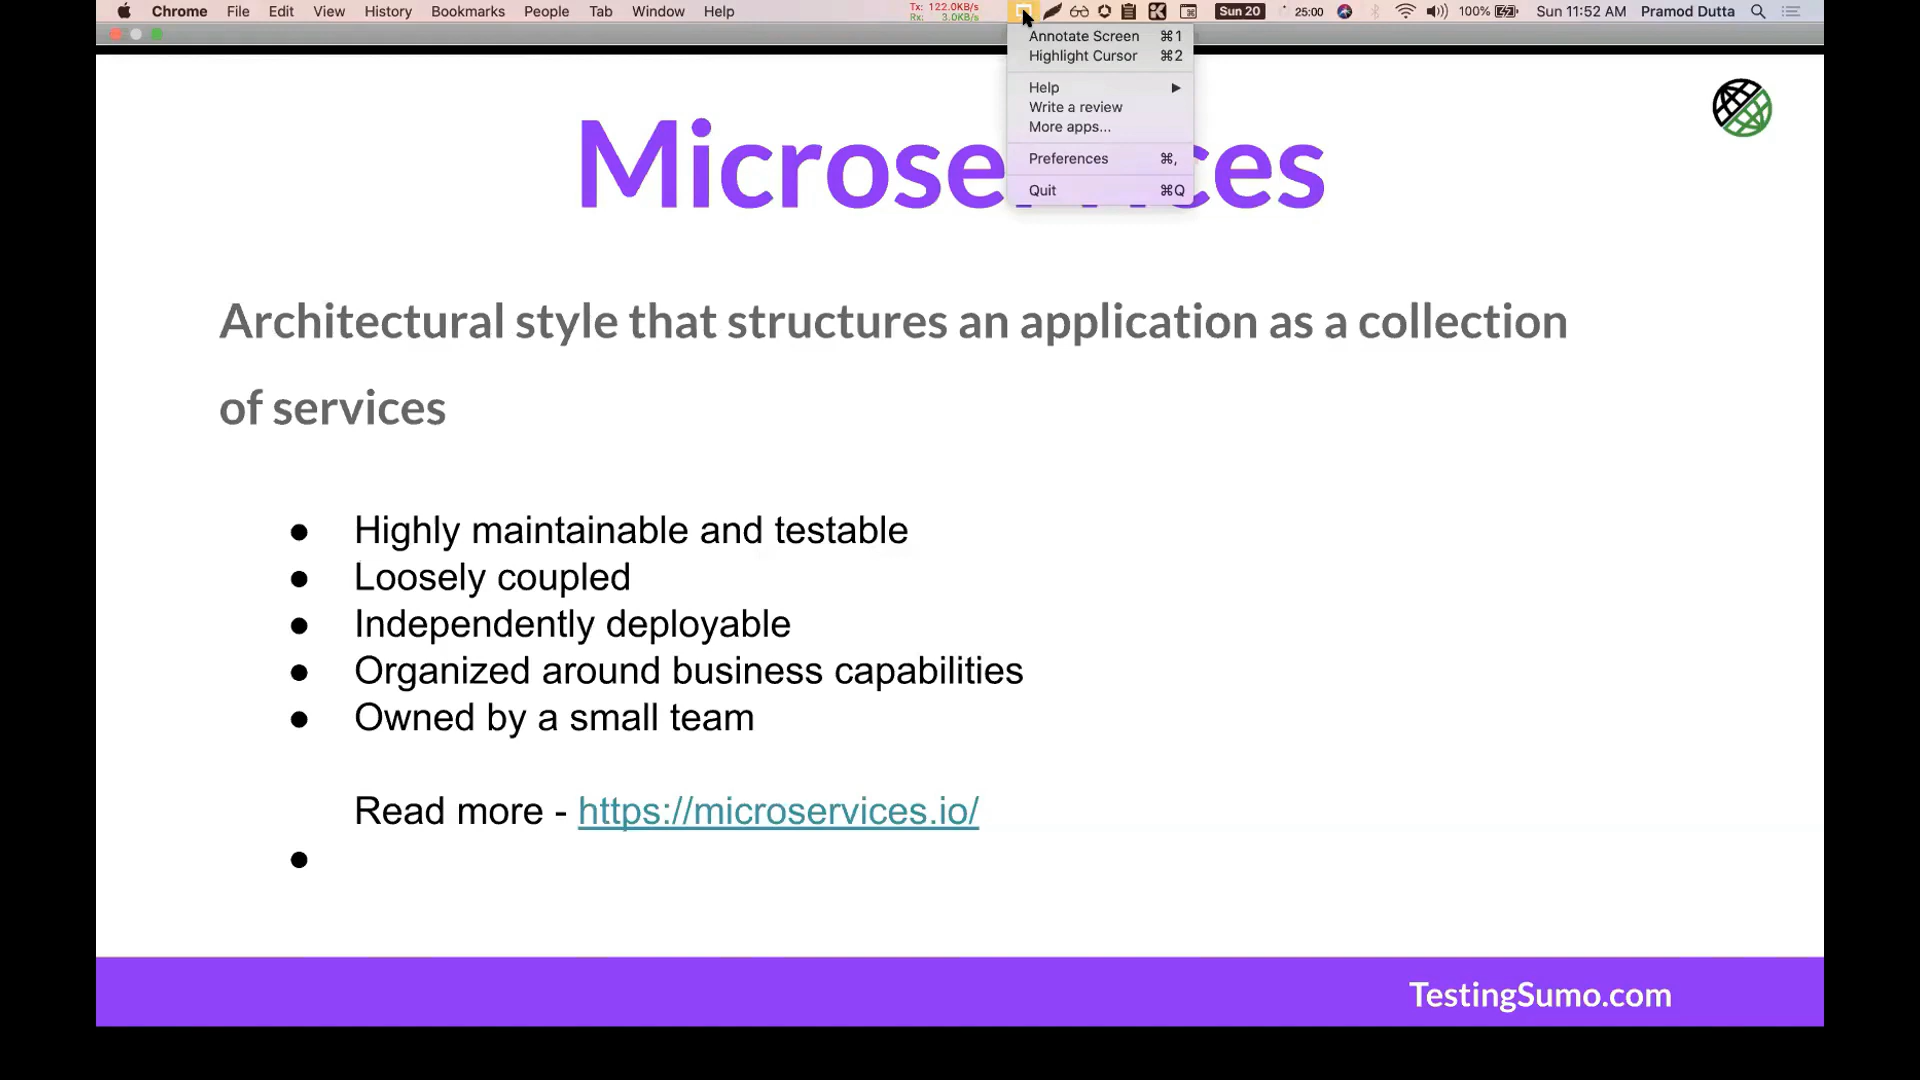 Chrome File Edit View History Bookmarks People Tab Window Help Tx: 122.0KB/s Rx: 3.0KB/s Sun 20 25:00 100% Sun 11:52 AM Pramod Dutta
Annotate Screen ⌘1
Highlight Cursor ⌘2
Help ▶
Write a review
More apps...
Preferences ⌘,
Quit ⌘Q
Architectural style that structures an application as a collection
of services
● Highly maintainable and testable
● Loosely coupled
● Independently deployable
● Organized around business capabilities
● Owned by a small team
Read more - https://microservices.io/
●
TestingSumo.com